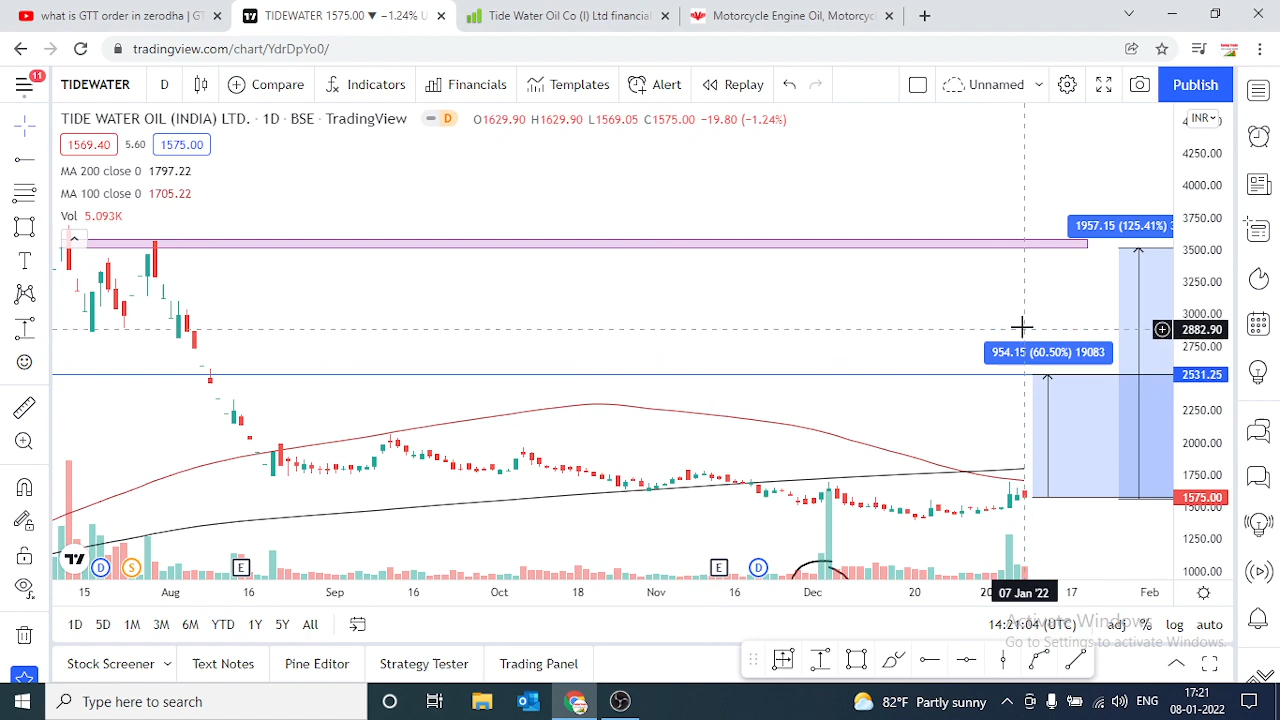 what is GTT order in zerodha | GT
TIDEWATER 1575.00 ▼ −1.24% U
Tide Water Oil Co (I) Ltd financial
Motorcycle Engine Oil, Motorcyc
tradingview.com/chart/YdrDpYo0/
11
TIDEWATER
D
Compare
Indicators
Financials
Templates
Alert
Replay
Unnamed
Publish
TIDE WATER OIL (INDIA) LTD. · 1D · BSE · TradingView
D
O1629.90 H1629.90 L1569.05 C1575.00 −19.80 (−1.24%)
INR
1569.40 5.60 1575.00
MA 200 close 0 1797.22
MA 100 close 0 1705.22
Vol 5.093K
4250.00
4000.00
3750.00
1957.15 (125.41%)
3500.00
3250.00
3000.00
2882.90
2750.00
954.15 (60.50%) 19083
2531.25
2250.00
2000.00
1750.00
1575.00
1500.00
1250.00
1000.00
D S E E D
15 Aug 16 Sep 18 Oct Nov 16 Dec 20 07 Jan '22 17 Feb
1D 5D 1M 3M 6M YTD 1Y 5Y All
14:21:04 (UTC) adj % log auto
Activate Windows
Go to Settings to activate Windows.
Stock Screener Text Notes Pine Editor Strategy Tester Trading Panel
Type here to search
82°F Partly sunny
ENG
17:21
08-01-2022